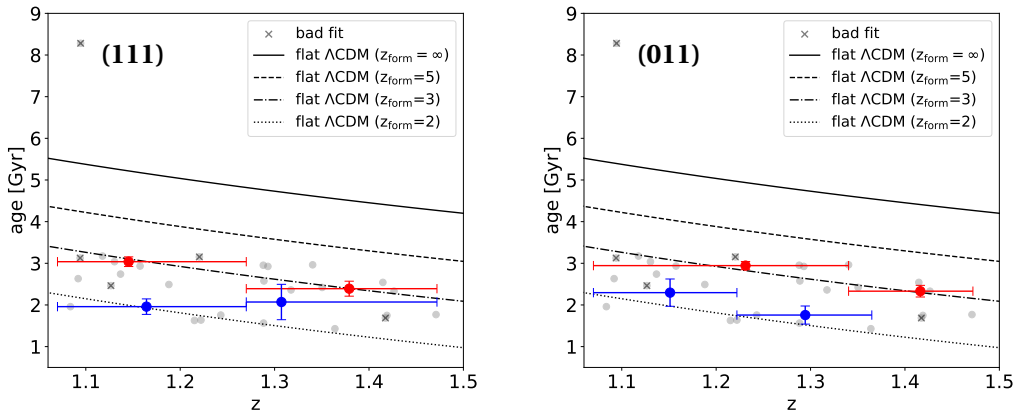 9
8
7
6
5
4
3
2
1
age [Gyr]
(111)
bad fit
flat ΛCDM (z_form = ∞)
flat ΛCDM (z_form=5)
flat ΛCDM (z_form=3)
flat ΛCDM (z_form=2)
1.1 1.2 1.3 1.4 1.5
z
9
8
7
6
5
4
3
2
1
age [Gyr]
(011)
bad fit
flat ΛCDM (z_form = ∞)
flat ΛCDM (z_form=5)
flat ΛCDM (z_form=3)
flat ΛCDM (z_form=2)
1.1 1.2 1.3 1.4 1.5
z